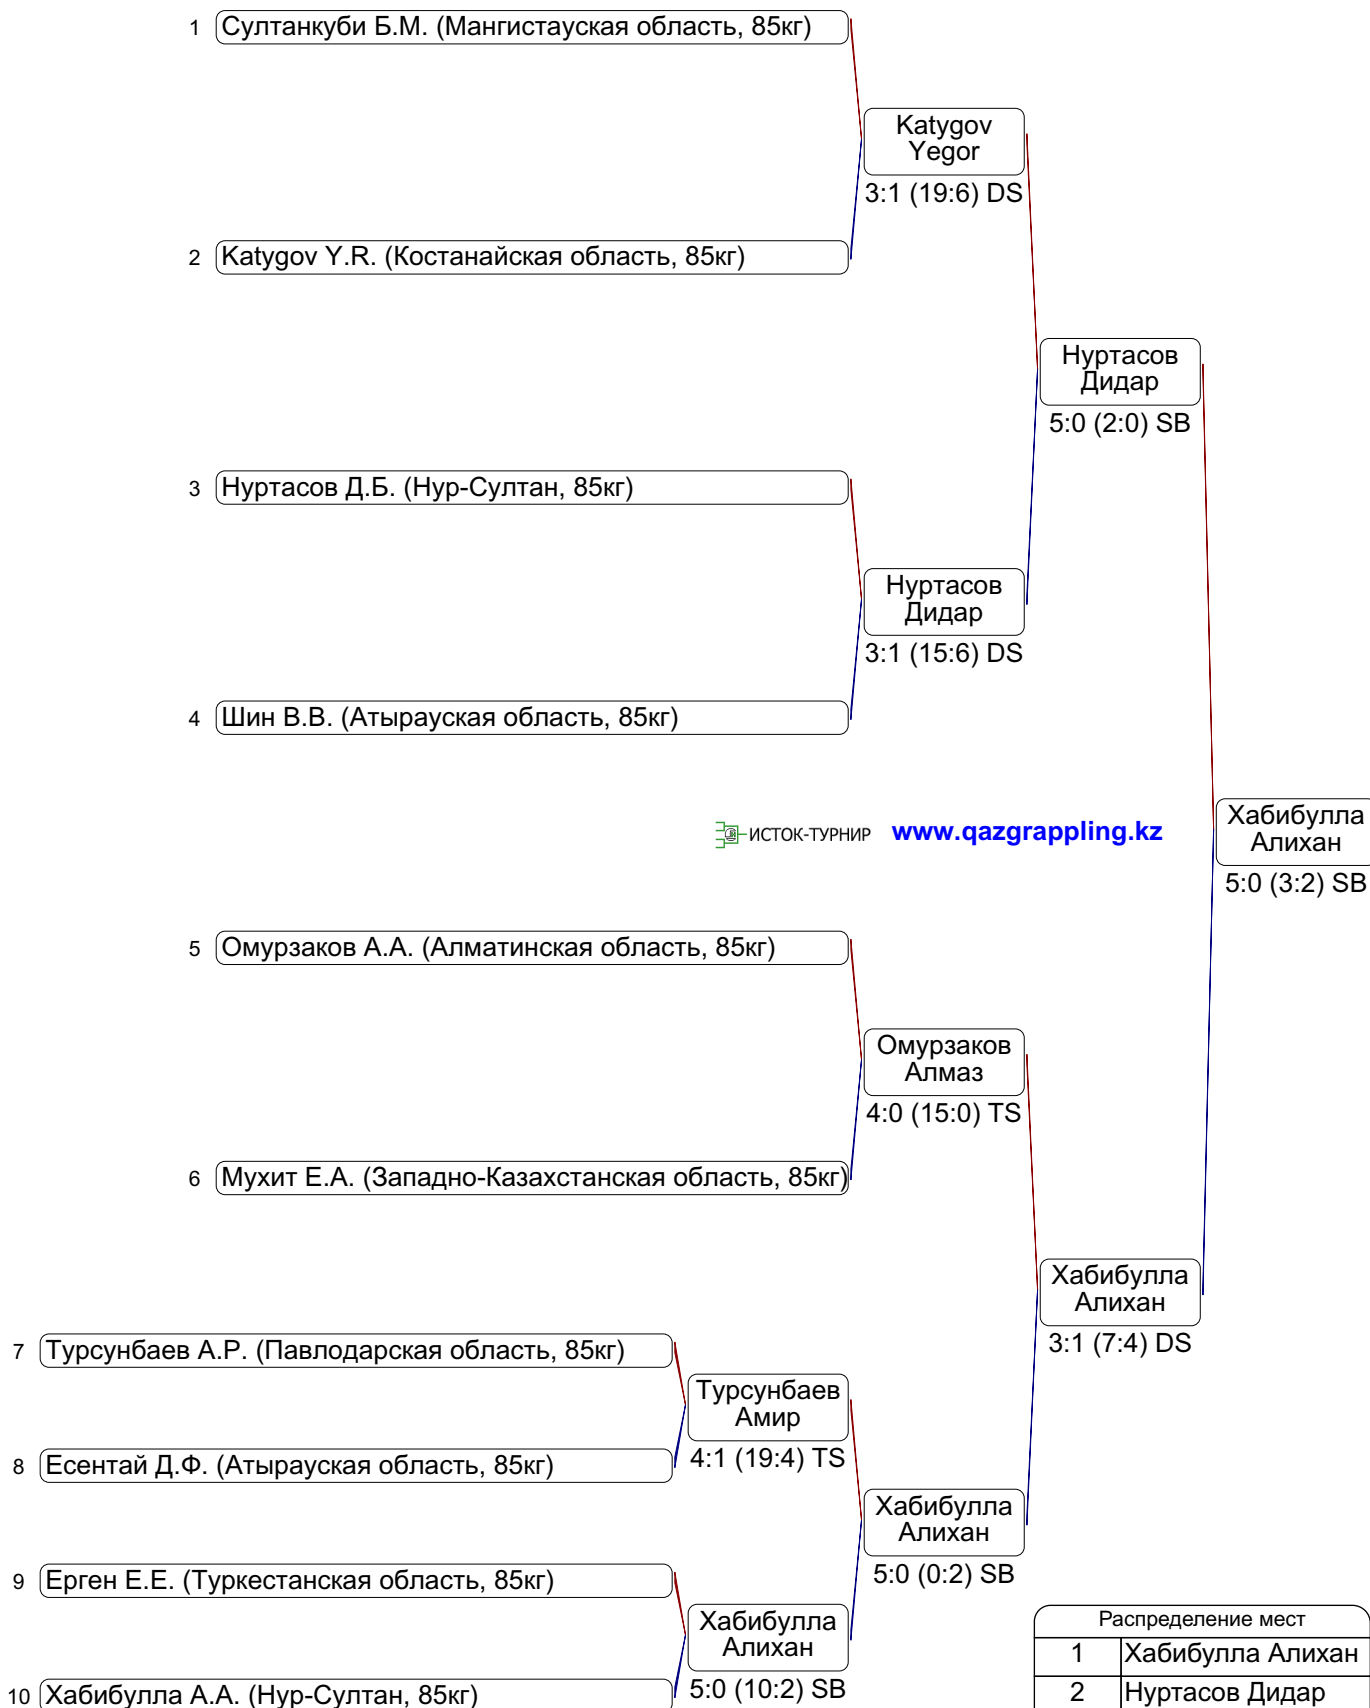 1 Султанкуби Б.М. (Мангистауская область, 85кг)
Katygov
Yegor
3:1 (19:6) DS
2 Katygov Y.R. (Костанайская область, 85кг)
Нуртасов
Дидар
5:0 (2:0) SB
3 Нуртасов Д.Б. (Нур-Султан, 85кг)
Нуртасов
Дидар
3:1 (15:6) DS
4 Шин В.В. (Атырауская область, 85кг)
ИСТОК-ТУРНИР www.qazgrappling.kz
Хабибулла
Алихан
5:0 (3:2) SB
5 Омурзаков А.А. (Алматинская область, 85кг)
Омурзаков
Алмаз
4:0 (15:0) TS
6 Мухит Е.А. (Западно-Казахстанская область, 85кг)
Хабибулла
Алихан
3:1 (7:4) DS
7 Турсунбаев А.Р. (Павлодарская область, 85кг)
Турсунбаев
Амир
4:1 (19:4) TS
8 Есентай Д.Ф. (Атырауская область, 85кг)
Хабибулла
Алихан
5:0 (0:2) SB
9 Ерген Е.Е. (Туркестанская область, 85кг)
Хабибулла
Алихан
5:0 (10:2) SB
10 Хабибулла А.А. (Нур-Султан, 85кг)
Распределение мест
1 Хабибулла Алихан
2 Нуртасов Дидар